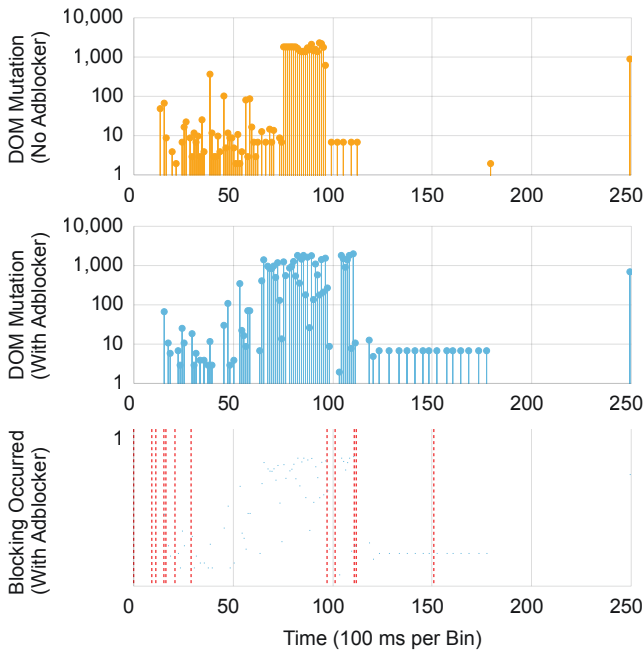 10,000
1,000
100
10
1
DOM Mutation
(No Adblocker)
0 50 100 150 200 250
10,000
1,000
100
10
1
DOM Mutation
(With Adblocker)
0 50 100 150 200 250
1
Blocking Occurred
(With Adblocker)
0 50 100 150 200 250
Time (100 ms per Bin)